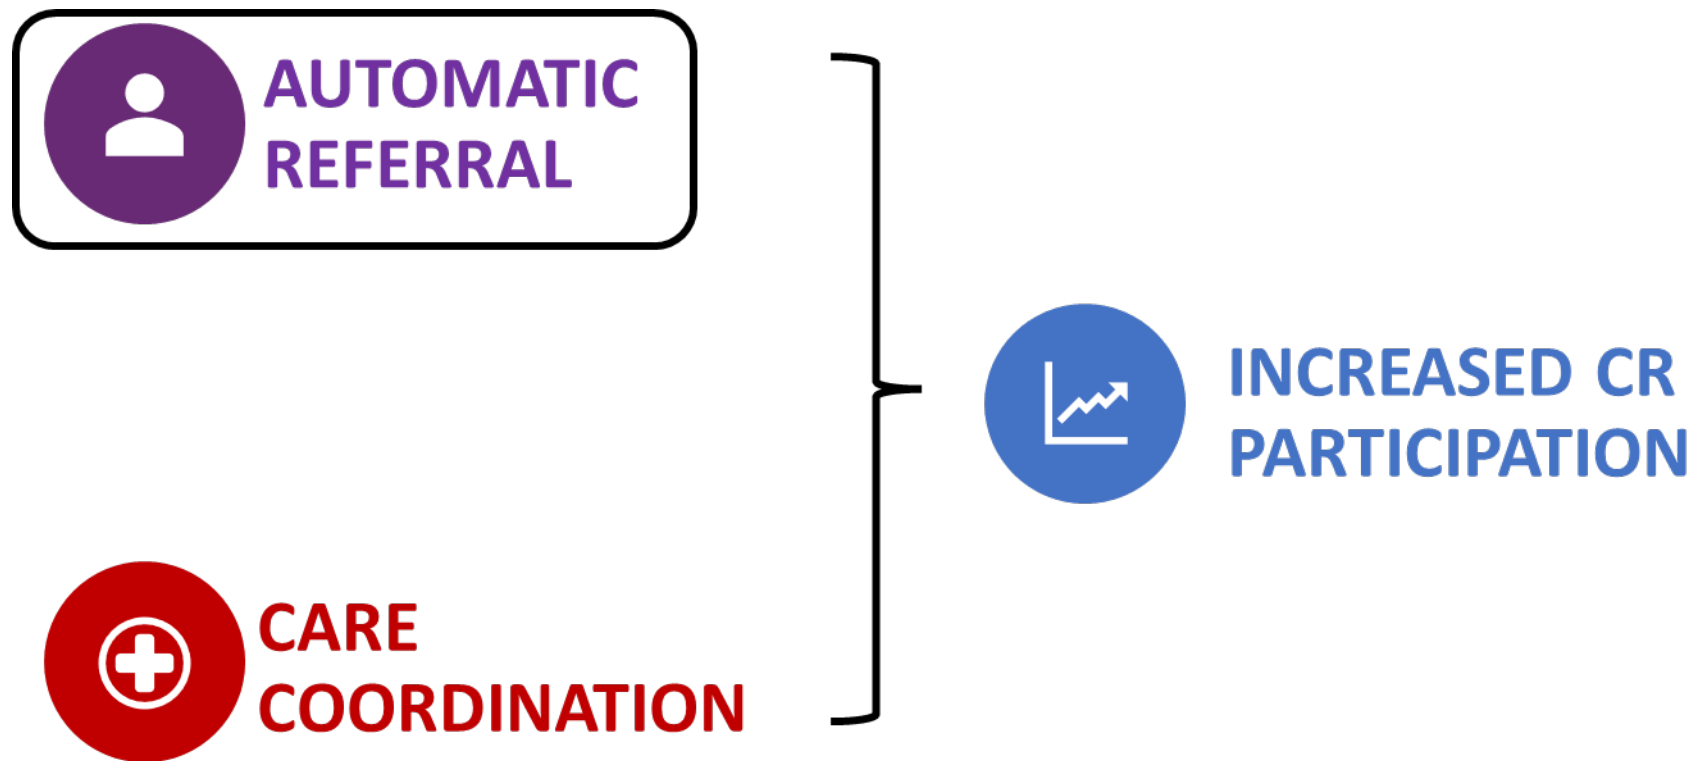 AUTOMATIC
REFERRAL
CARE
COORDINATION
INCREASED CR
PARTICIPATION